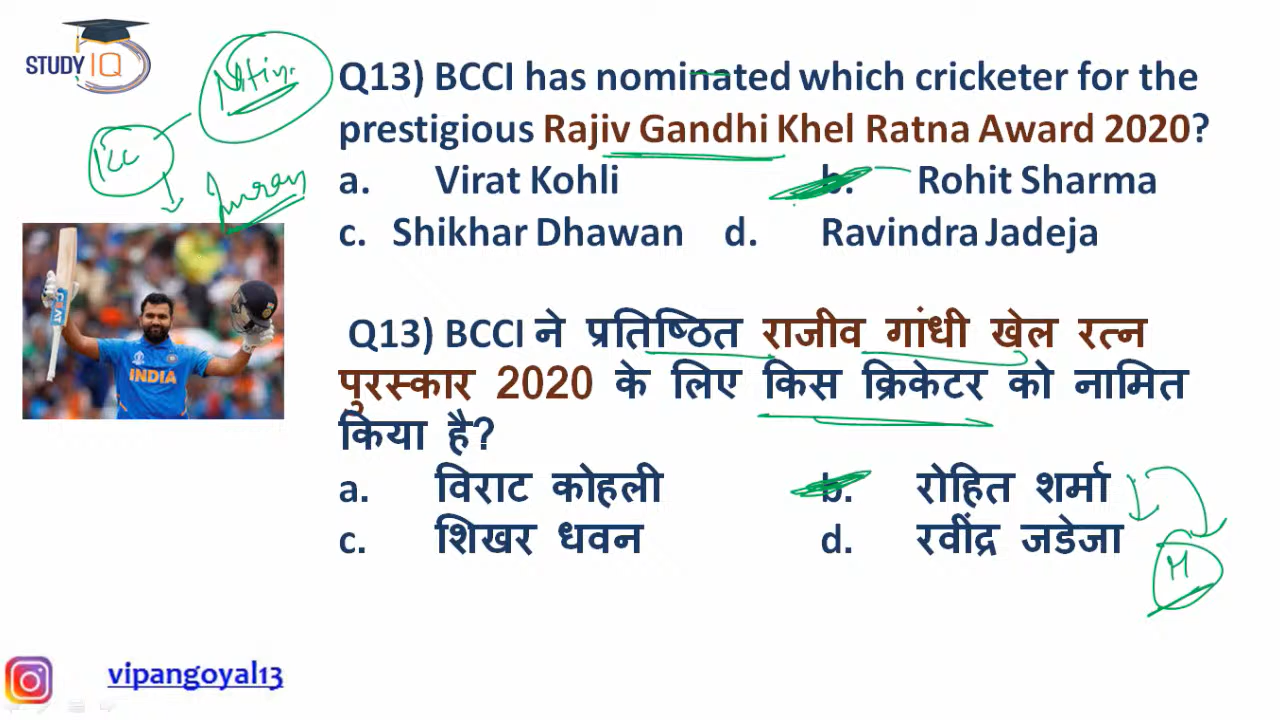 STUDY IQ
Q13) BCCI has nominated which cricketer for the
prestigious Rajiv Gandhi Khel Ratna Award 2020?
a. Virat Kohli b. Rohit Sharma
c. Shikhar Dhawan d. Ravindra Jadeja
ICC
INDIA
Q13) BCCI ने प्रतिष्ठित राजीव गांधी खेल रत्न
पुरस्कार 2020 के लिए किस क्रिकेटर को नामित
किया है?
a. विराट कोहली b. रोहित शर्मा
c. शिखर धवन d. रवींद्र जडेजा
M
vipangoyal13